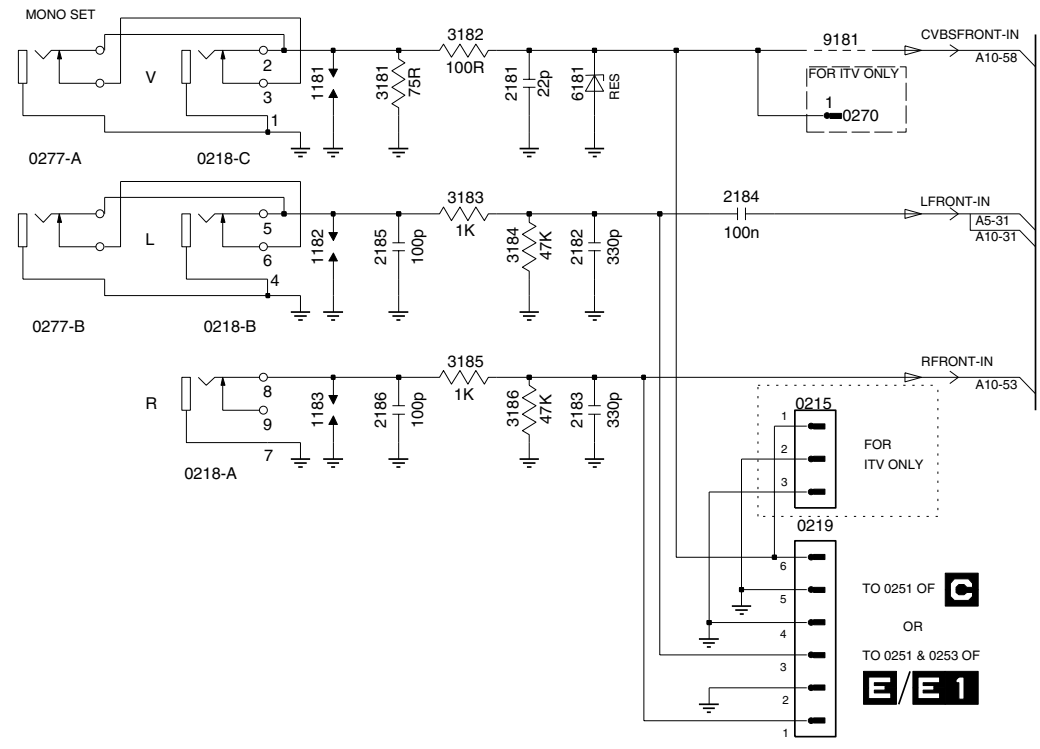 MONO SET
3182
100R
9181
CVBSFRONT-IN
A10-58
2
3
1
V
1181
3181
75R
2181
22p
6181
RES
FOR ITV ONLY
1
0270
0277-A
0218-C
3183
1K
2184
100n
LFRONT-IN
A5-31
A10-31
5
6
4
L
1182
2185
100p
3184
47K
2182
330p
0277-B
0218-B
3185
1K
RFRONT-IN
A10-53
8
9
7
R
1183
2186
100p
3186
47K
2183
330p
0218-A
0215
1
2
3
FOR
ITV ONLY
0219
6
5
4
3
2
1
TO 0251 OF C
OR
TO 0251 & 0253 OF
E/E 1